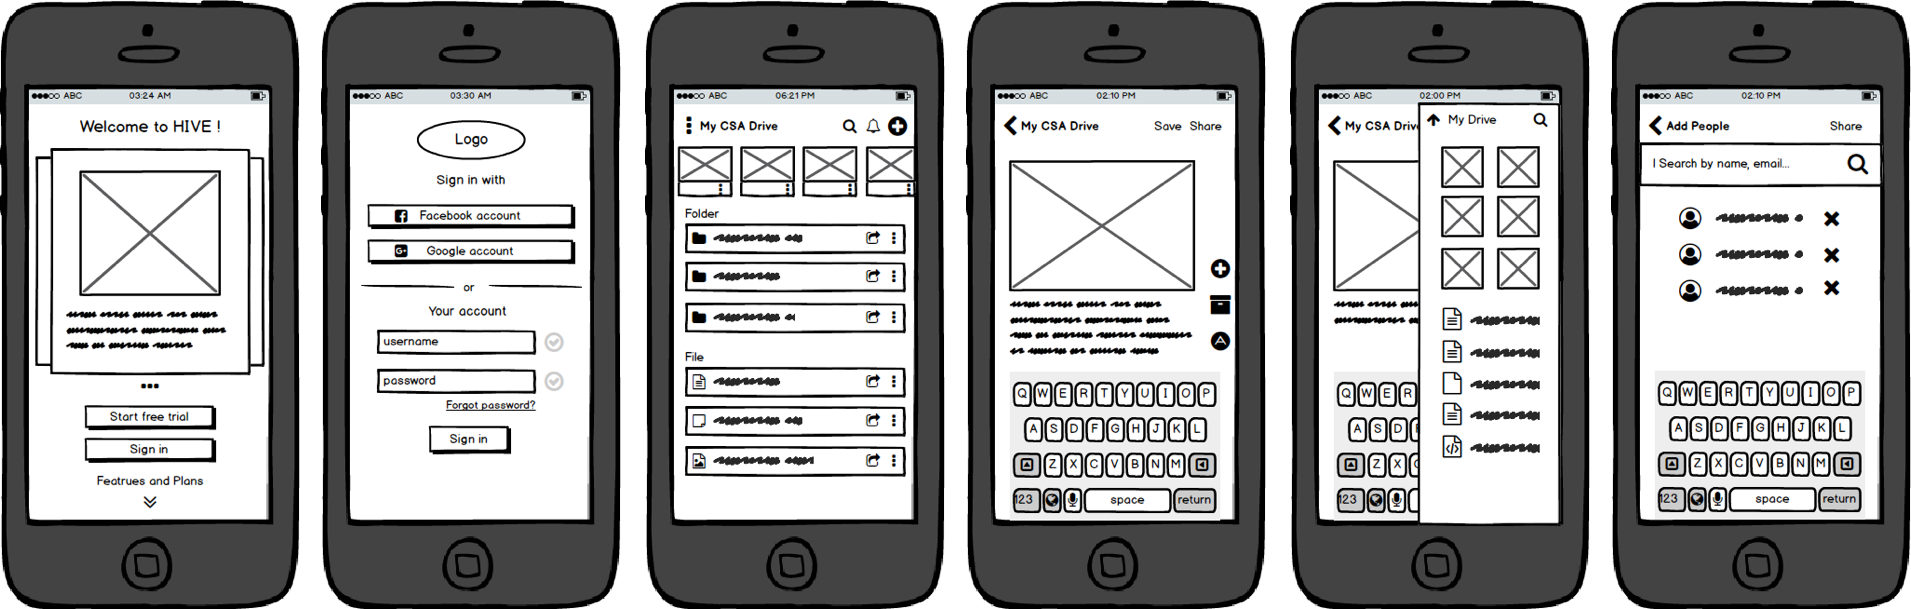 ABC 03:24 AM
Welcome to HIVE !
Start free trial
Sign in
Featrues and Plans
ABC 03:30 AM
Logo
Sign in with
Facebook account
G+ Google account
or
Your account
username
password
Forgot password?
Sign in
ABC 06:21 PM
My CSA Drive
Folder
File
ABC 02:10 PM
My CSA Drive Save Share
Q W E R T Y U I O P
A S D F G H J K L
Z X C V B N M
123 space return
ABC 02:00 PM
My CSA Drive
My Drive
Q W E R
A S D F
Z X C
123
ABC 02:10 PM
Add People Share
I Search by name, email...
Q W E R T Y U I O P
A S D F G H J K L
Z X C V B N M
123 space return